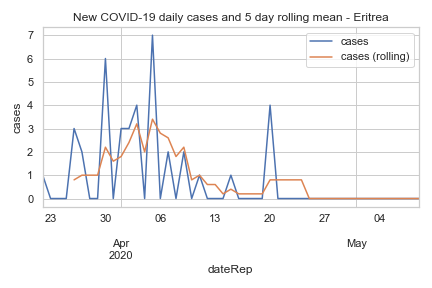 New COVID-19 daily cases and 5 day rolling mean - Eritrea
cases
cases (rolling)
7
6
5
4
3
2
1
0
cases
23
30
06
13
20
27
04
Apr
2020
May
dateRep